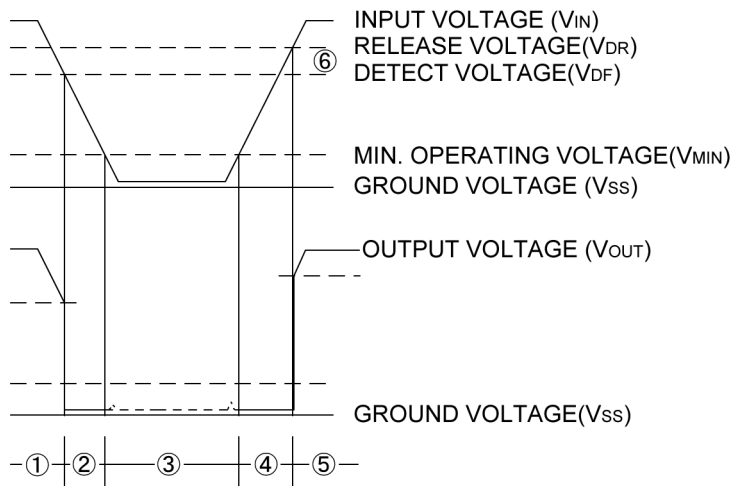 INPUT VOLTAGE (VIN)
RELEASE VOLTAGE(VDR)
⑥
DETECT VOLTAGE(VDF)
MIN. OPERATING VOLTAGE(VMIN)
GROUND VOLTAGE (VSS)
OUTPUT VOLTAGE (VOUT)
GROUND VOLTAGE(VSS)
① ② ③ ④ ⑤